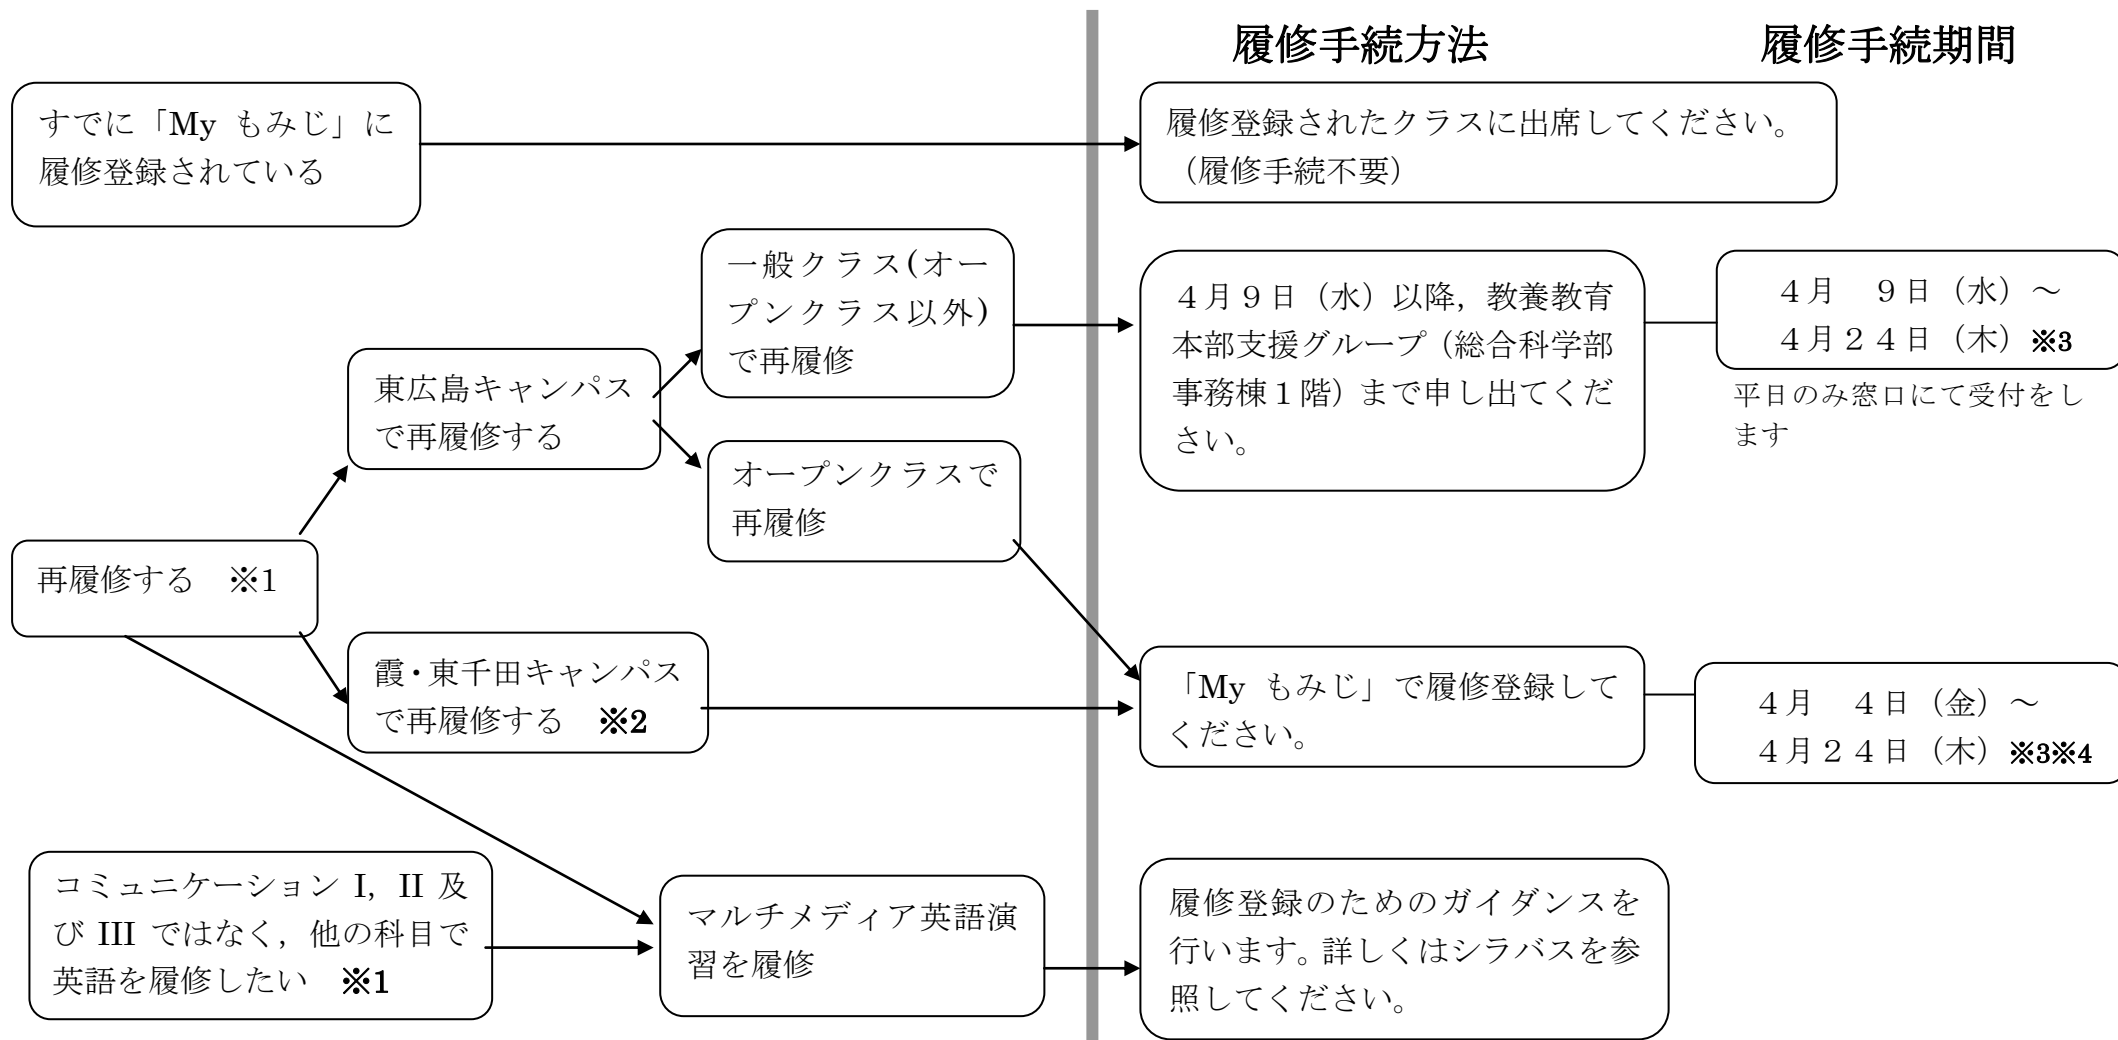 履修手続方法
履修手続期間
すでに「My もみじ」に
履修登録されている
履修登録されたクラスに出席してください。
（履修手続不要）
一般クラス(オー
プンクラス以外)
で再履修
４月９日（水）以降，教養教育
本部支援グループ（総合科学部
事務棟１階）まで申し出てくだ
さい。
４月　９日（水）～
４月２４日（木）※3
平日のみ窓口にて受付をし
ます
東広島キャンパス
で再履修する
オープンクラスで
再履修
再履修する　※1
霞・東千田キャンパス
で再履修する　※2
「My もみじ」で履修登録して
ください。
４月　４日（金）～
４月２４日（木）※3※4
コミュニケーション I，II 及
び III ではなく，他の科目で
英語を履修したい　※1
マルチメディア英語演
習を履修
履修登録のためのガイダンスを
行います。詳しくはシラバスを参
照してください。